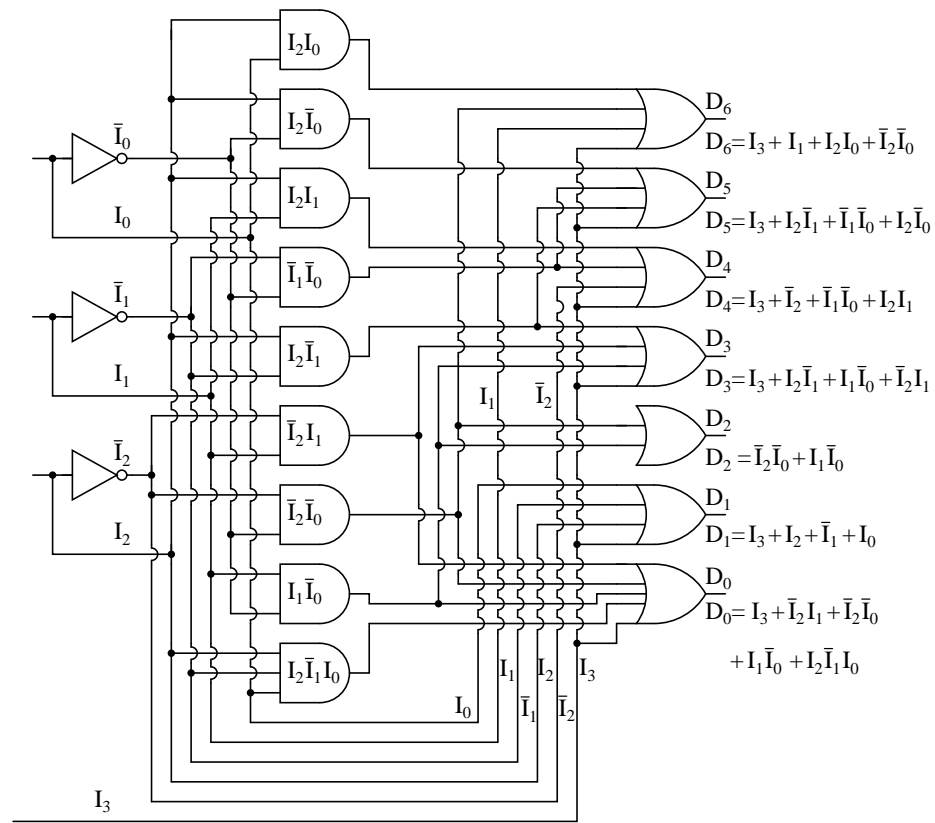 I₂I₀
I₂Ī₀
I₂I₁
Ī₁Ī₀
I₂Ī₁
Ī₂I₁
Ī₂Ī₀
I₁Ī₀
I₂Ī₁I₀
Ī₀
I₀
Ī₁
I₁
Ī₂
I₂
I₃
I₁
Ī₂
I₀
I₁
Ī₁
I₂
Ī₂
I₃
D₆
D₆= I₃ + I₁ + I₂I₀ + Ī₂Ī₀
D₅
D₅= I₃ + I₂Ī₁ + Ī₁Ī₀ + I₂Ī₀
D₄
D₄= I₃ + Ī₂ + Ī₁Ī₀ + I₂I₁
D₃
D₃= I₃ + I₂Ī₁ + I₁Ī₀ + Ī₂I₁
D₂
D₂ = Ī₂Ī₀ + I₁Ī₀
D₁
D₁= I₃ + I₂ + Ī₁ + I₀
D₀
D₀= I₃ + Ī₂I₁ + Ī₂Ī₀
+ I₁Ī₀ + I₂Ī₁I₀